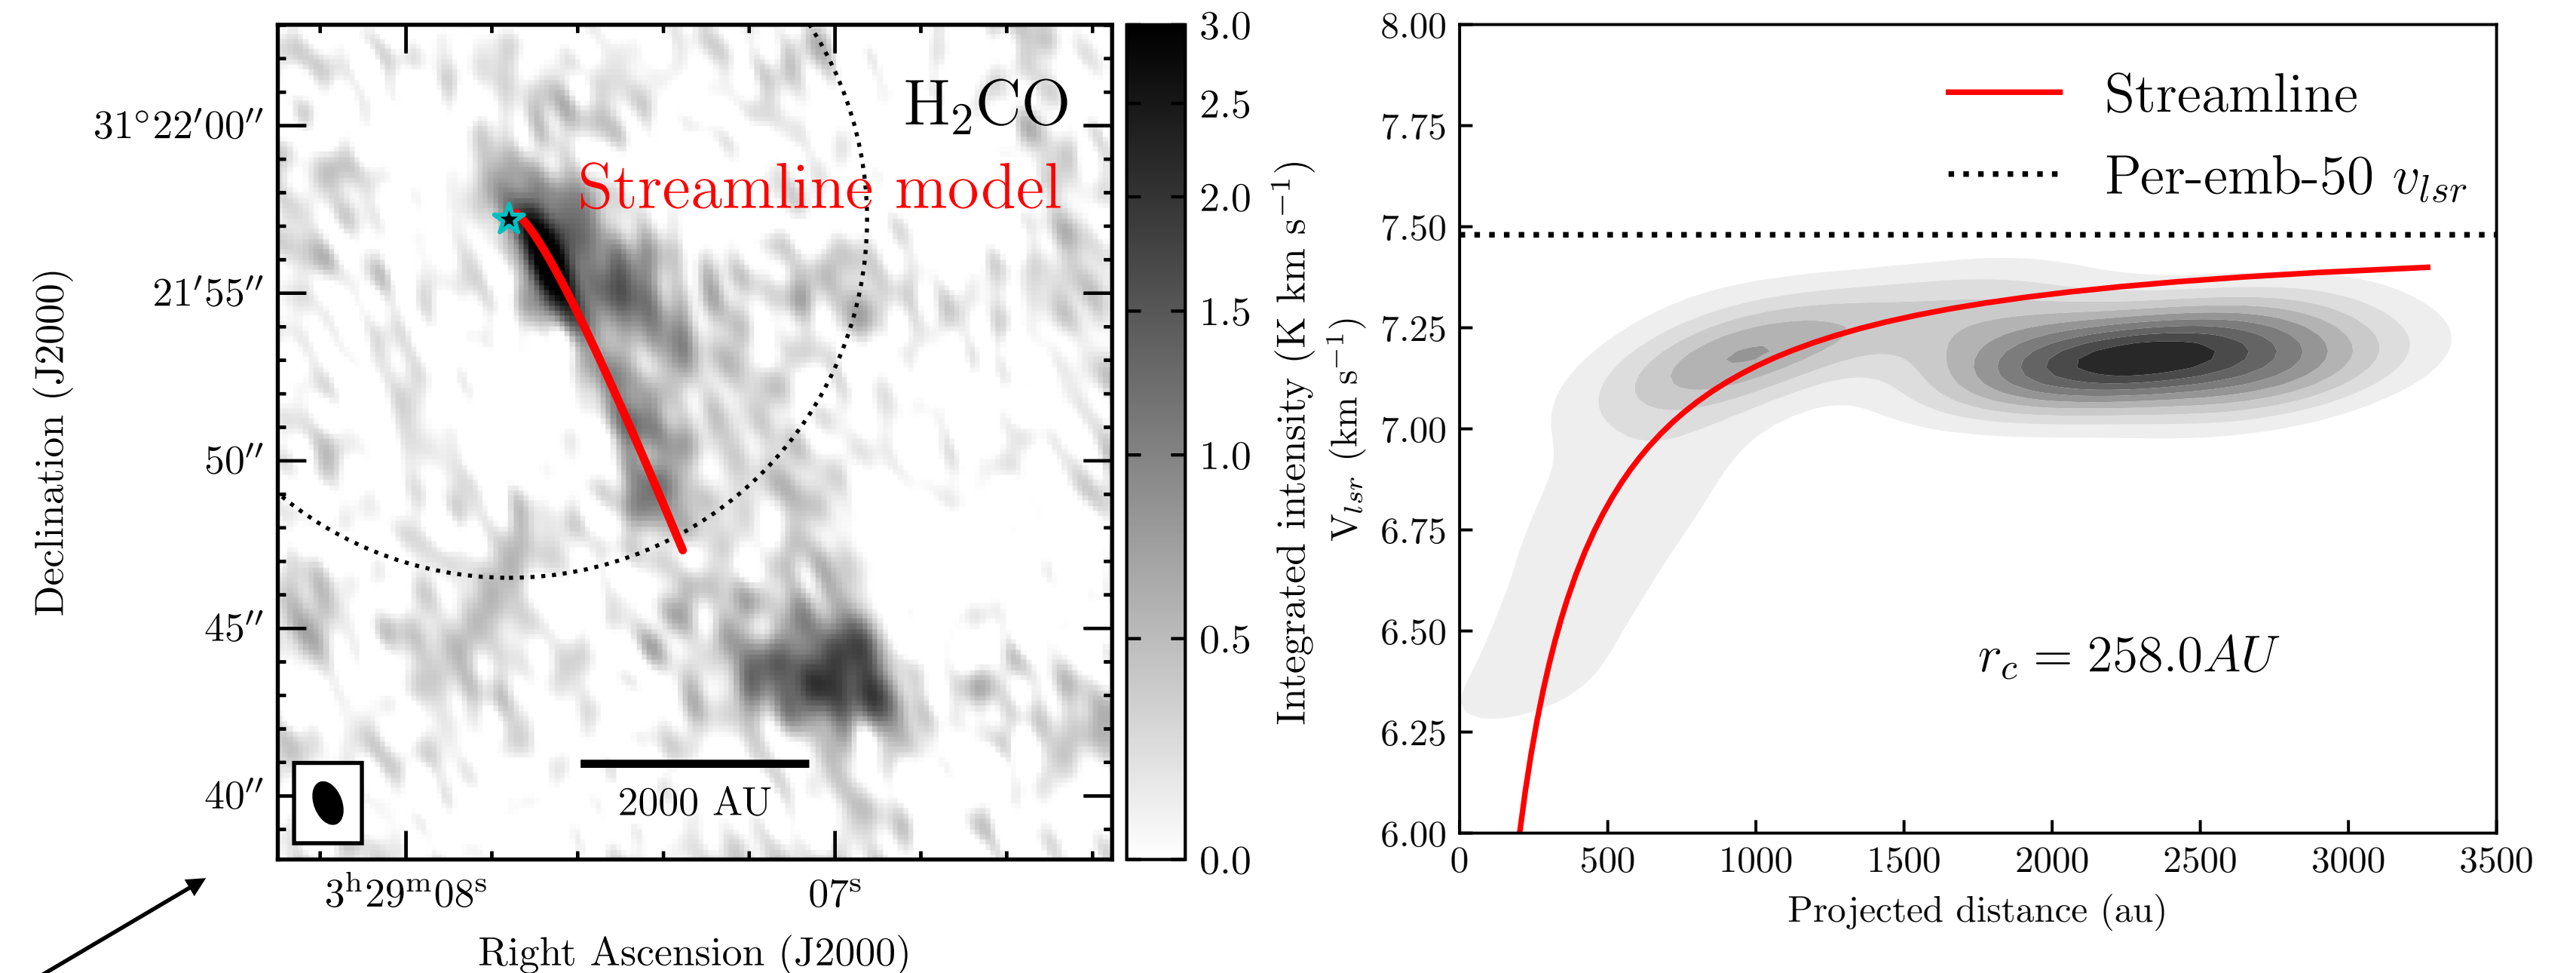 H₂CO
Streamline model
31°22′00″
21′55″
50″
45″
40″
Declination (J2000)
2000 AU
3ʰ29ᵐ08ˢ
07ˢ
Right Ascension (J2000)
3.0
2.5
2.0
1.5
1.0
0.5
0.0
Integrated intensity (K km s⁻¹)
8.00
7.75
7.50
7.25
7.00
6.75
6.50
6.25
6.00
V_lsr (km s⁻¹)
Streamline
Per-emb-50 v_lsr
r_c = 258.0AU
0
500
1000
1500
2000
2500
3000
3500
Projected distance (au)